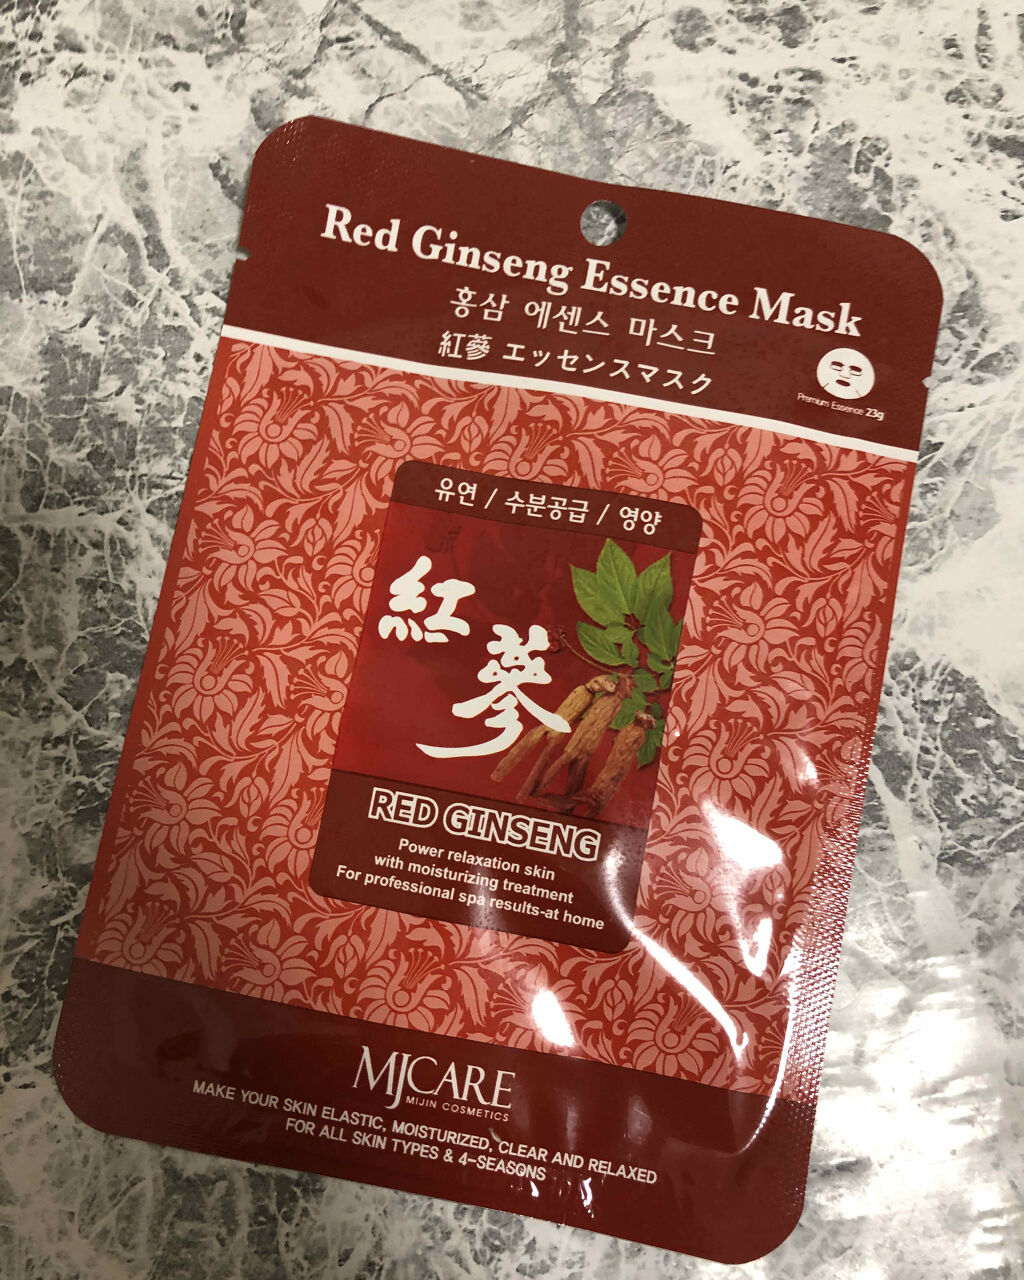 Red Ginseng Essence Mask
홍삼 에센스 마스크
紅蔘 エッセンスマスク
Premium Essence 23g
유연 / 수분공급 / 영양
紅蔘
RED GINSENG
Power relaxation skin
with moisturizing treatment
For professional spa results-at home
MJCARE
MIJIN COSMETICS
MAKE YOUR SKIN ELASTIC, MOISTURIZED, CLEAR AND RELAXED
FOR ALL SKIN TYPES & 4-SEASONS